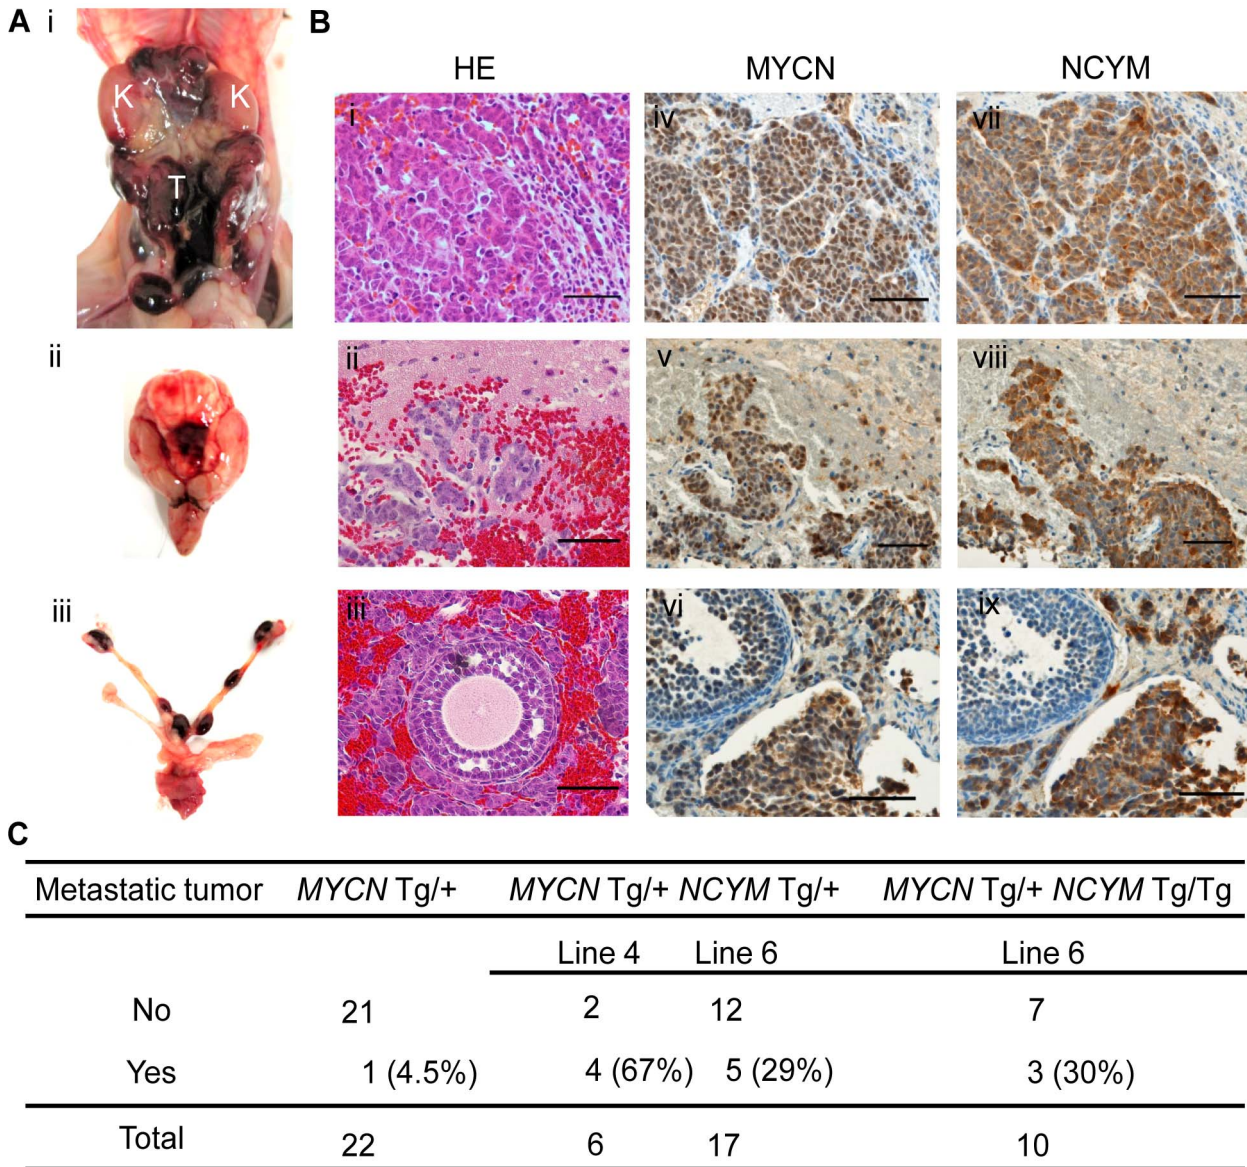 A i
K K
T
ii
iii
B
HE MYCN NCYM
i iv vii
ii v viii
iii vi ix
C
Metastatic tumor MYCN Tg/+ MYCN Tg/+ NCYM Tg/+ MYCN Tg/+ NCYM Tg/Tg
Line 4 Line 6 Line 6
No 21 2 12 7
Yes 1 (4.5%) 4 (67%) 5 (29%) 3 (30%)
Total 22 6 17 10